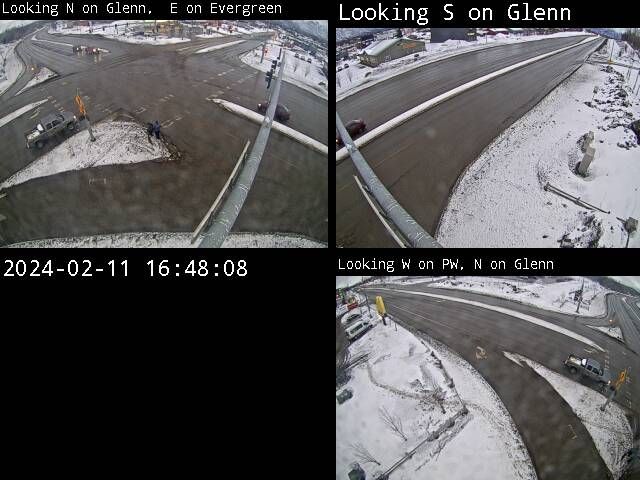 Looking N on Glenn,  E on Evergreen
Looking S on Glenn
2024-02-11 16:48:08
Looking W on PW, N on Glenn